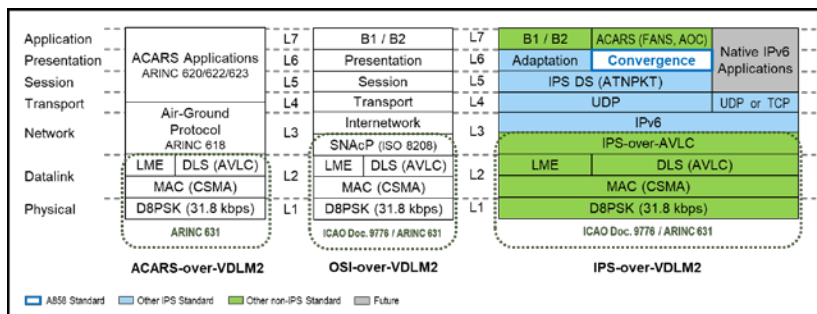 Application
Presentation
Session
Transport
Network
Datalink
Physical
ACARS Applications
ARINC 620/622/623
Air-Ground
Protocol
ARINC 618
LME DLS (AVLC)
MAC (CSMA)
D8PSK (31.8 kbps)
ARINC 631
ACARS-over-VDLM2
L7
L6
L5
L4
L3
L2
L1
B1 / B2
Presentation
Session
Transport
Internetwork
SNAcP (ISO 8208)
LME DLS (AVLC)
MAC (CSMA)
D8PSK (31.8 kbps)
ICAO Doc. 9776 / ARINC 631
OSI-over-VDLM2
L7
L6
L5
L4
L3
L2
L1
B1 / B2 ACARS (FANS, AOC)
Adaptation Convergence
Native IPv6
Applications
IPS DS (ATNPKT)
UDP UDP or TCP
IPv6
IPS-over-AVLC
LME DLS (AVLC)
MAC (CSMA)
D8PSK (31.8 kbps)
ICAO Doc. 9776 / ARINC 631
IPS-over-VDLM2
A858 Standard Other IPS Standard Other non-IPS Standard Future